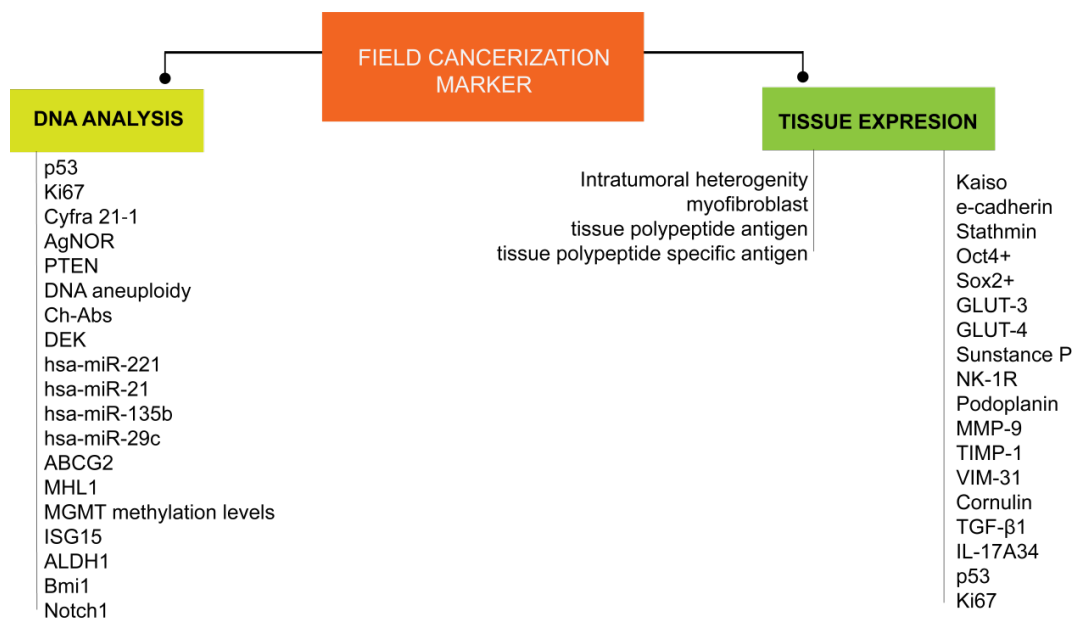 FIELD CANCERIZATION
MARKER
DNA ANALYSIS
p53
Ki67
Cyfra 21-1
AgNOR
PTEN
DNA aneuploidy
Ch-Abs
DEK
hsa-miR-221
hsa-miR-21
hsa-miR-135b
hsa-miR-29c
ABCG2
MHL1
MGMT methylation levels
ISG15
ALDH1
Bmi1
Notch1
TISSUE EXPRESION
Intratumoral heterogenity
myofibroblast
tissue polypeptide antigen
tissue polypeptide specific antigen
Kaiso
e-cadherin
Stathmin
Oct4+
Sox2+
GLUT-3
GLUT-4
Sunstance P
NK-1R
Podoplanin
MMP-9
TIMP-1
VIM-31
Cornulin
TGF-β1
IL-17A34
p53
Ki67